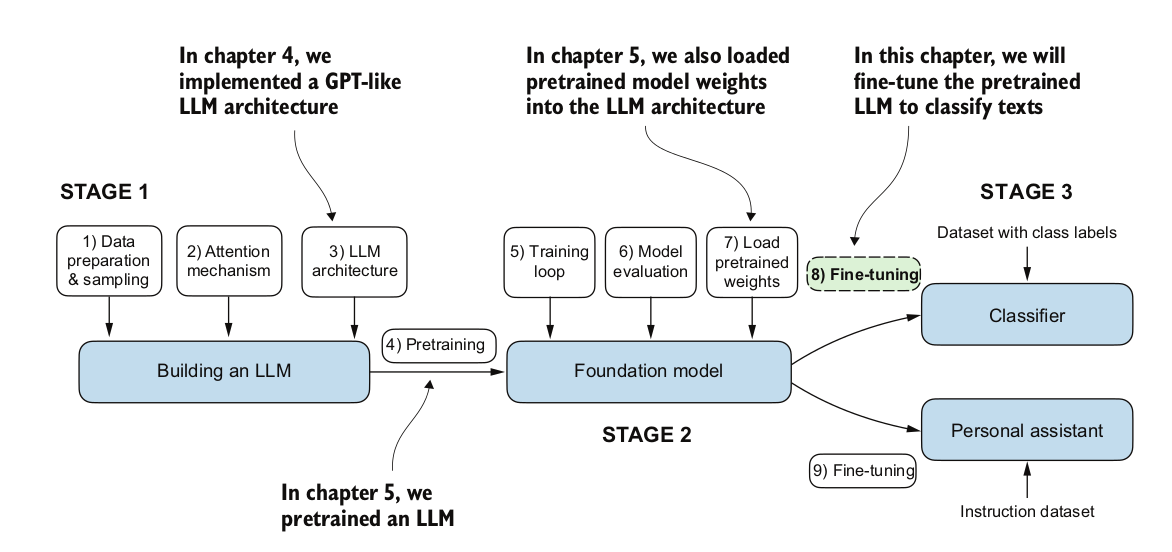 In chapter 4, we
implemented a GPT-like
LLM architecture
In chapter 5, we also loaded
pretrained model weights
into the LLM architecture
In this chapter, we will
fine-tune the pretrained
LLM to classify texts
STAGE 1
STAGE 3
1) Data
preparation
& sampling
2) Attention
mechanism
3) LLM
architecture
5) Training
loop
6) Model
evaluation
7) Load
pretrained
weights
Dataset with class labels
8) Fine-tuning
Classifier
4) Pretraining
Building an LLM
Foundation model
STAGE 2
Personal assistant
9) Fine-tuning
In chapter 5, we
pretrained an LLM
Instruction dataset